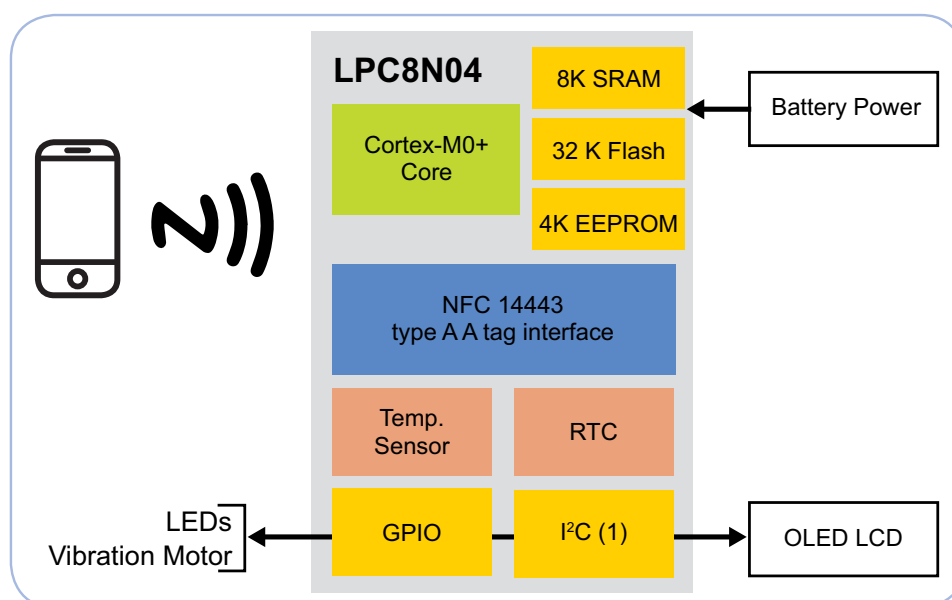 LPC8N04
8K SRAM
Battery Power
Cortex-M0+
Core
32 K Flash
4K EEPROM
NFC 14443
type A A tag interface
Temp.
Sensor
RTC
LEDs
Vibration Motor
GPIO
I²C (1)
OLED LCD